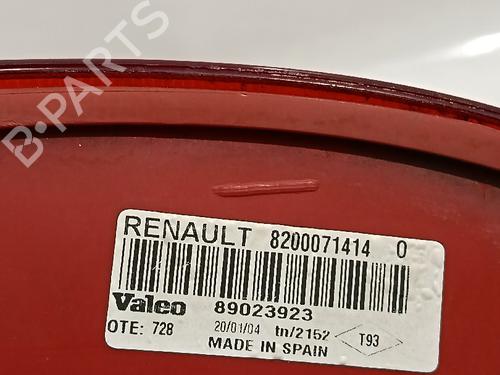 B-PARTS
RENAULT 8200071414 0
Valeo 89023923
OTE: 728 20/01/04 tn/2152 T93
MADE IN SPAIN